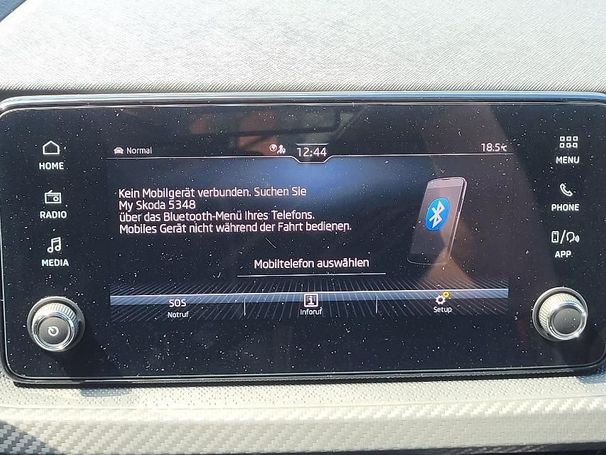 Normal
12:44
18.5°C
HOME
RADIO
MEDIA
MENU
PHONE
APP
Kein Mobilgerät verbunden. Suchen Sie
My Skoda 5348
über das Bluetooth-Menü Ihres Telefons.
Mobiles Gerät nicht während der Fahrt bedienen.
Mobiltelefon auswählen
SOS
Notruf
i
Inforuf
Setup